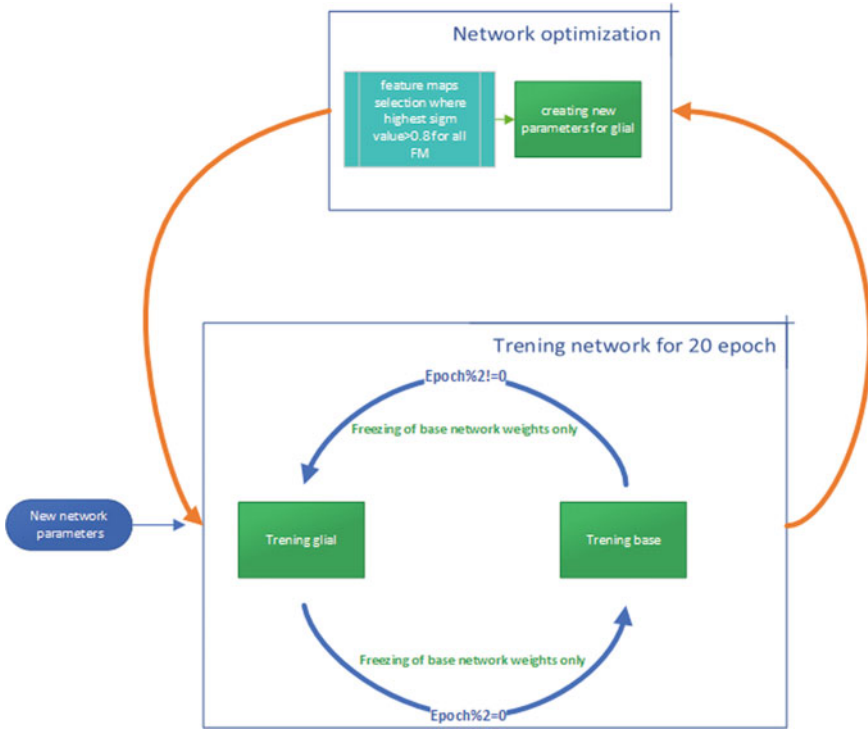 Network optimization
feature maps
selection where
highest sigm
value>0.8 for all
FM
creating new
parameters for glial
Trening network for 20 epoch
Epoch%2!=0
Freezing of base network weights only
New network
parameters
Trening glial
Trening base
Freezing of base network weights only
Epoch%2=0